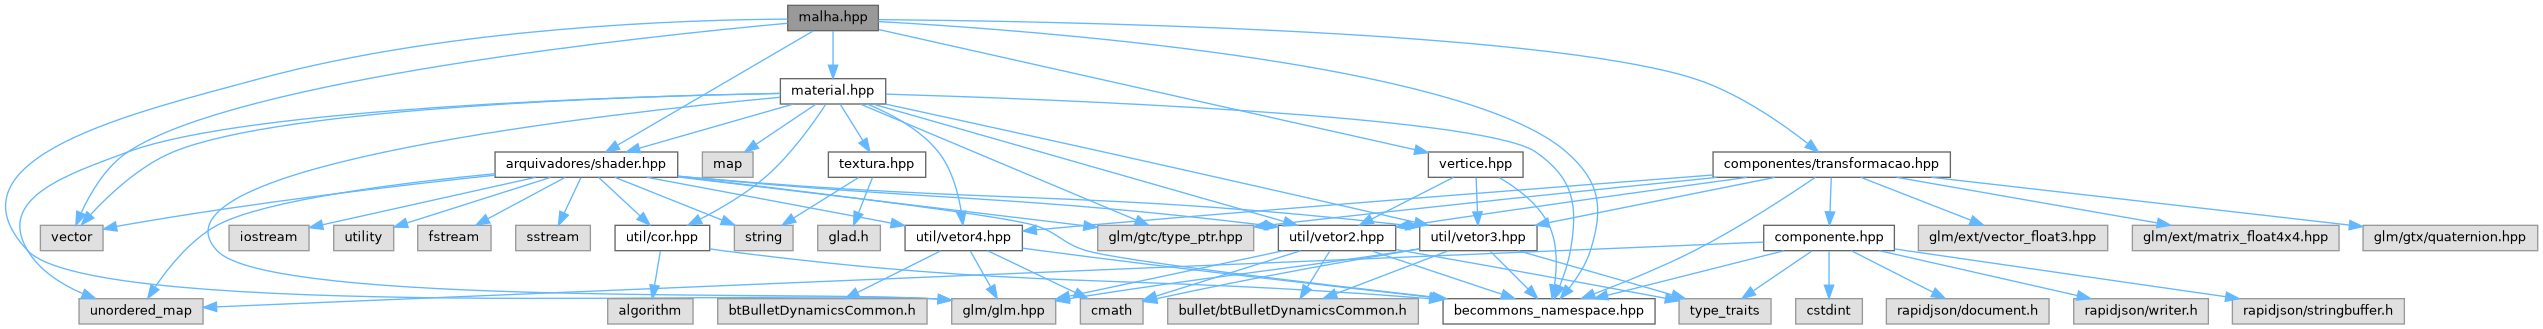 malha.hpp
material.hpp
arquivadores/shader.hpp
map
textura.hpp
vertice.hpp
componentes/transformacao.hpp
vector
iostream
utility
fstream
sstream
util/cor.hpp
string
glad.h
util/vetor4.hpp
glm/gtc/type_ptr.hpp
util/vetor2.hpp
util/vetor3.hpp
componente.hpp
glm/ext/vector_float3.hpp
glm/ext/matrix_float4x4.hpp
glm/gtx/quaternion.hpp
unordered_map
algorithm
btBulletDynamicsCommon.h
glm/glm.hpp
cmath
bullet/btBulletDynamicsCommon.h
becommons_namespace.hpp
type_traits
cstdint
rapidjson/document.h
rapidjson/writer.h
rapidjson/stringbuffer.h